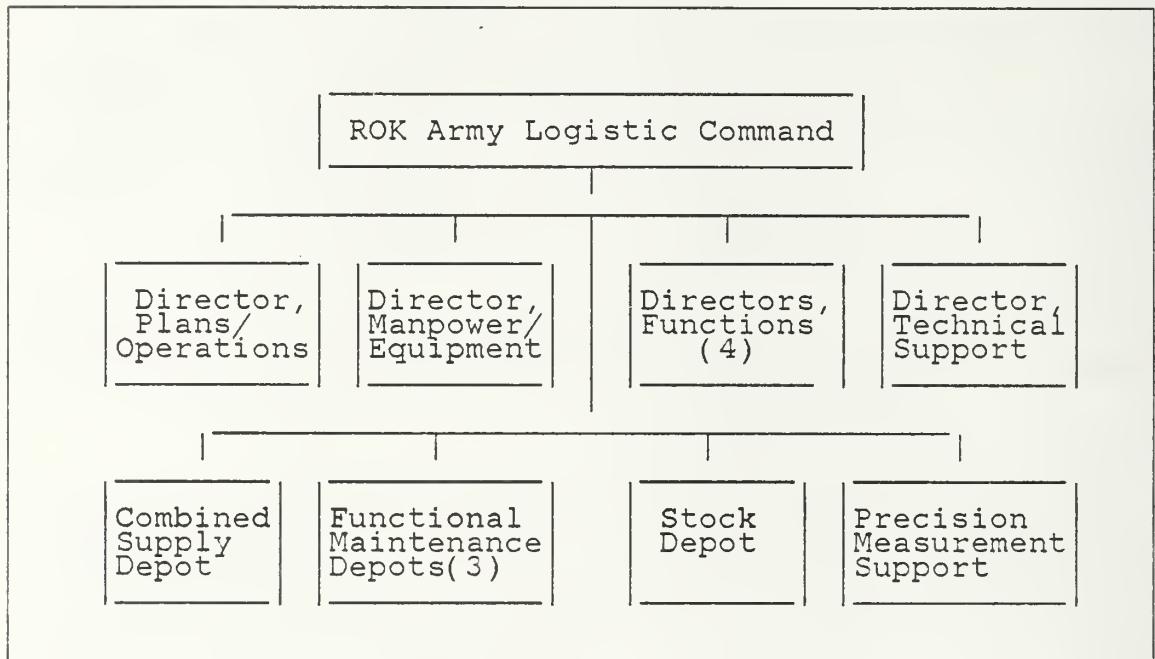 ROK Army Logistic Command
Director,
Plans/
Operations
Director,
Manpower/
Equipment
Directors,
Functions
(4)
Director,
Technical
Support
Combined
Supply
Depot
Functional
Maintenance
Depots(3)
Stock
Depot
Precision
Measurement
Support